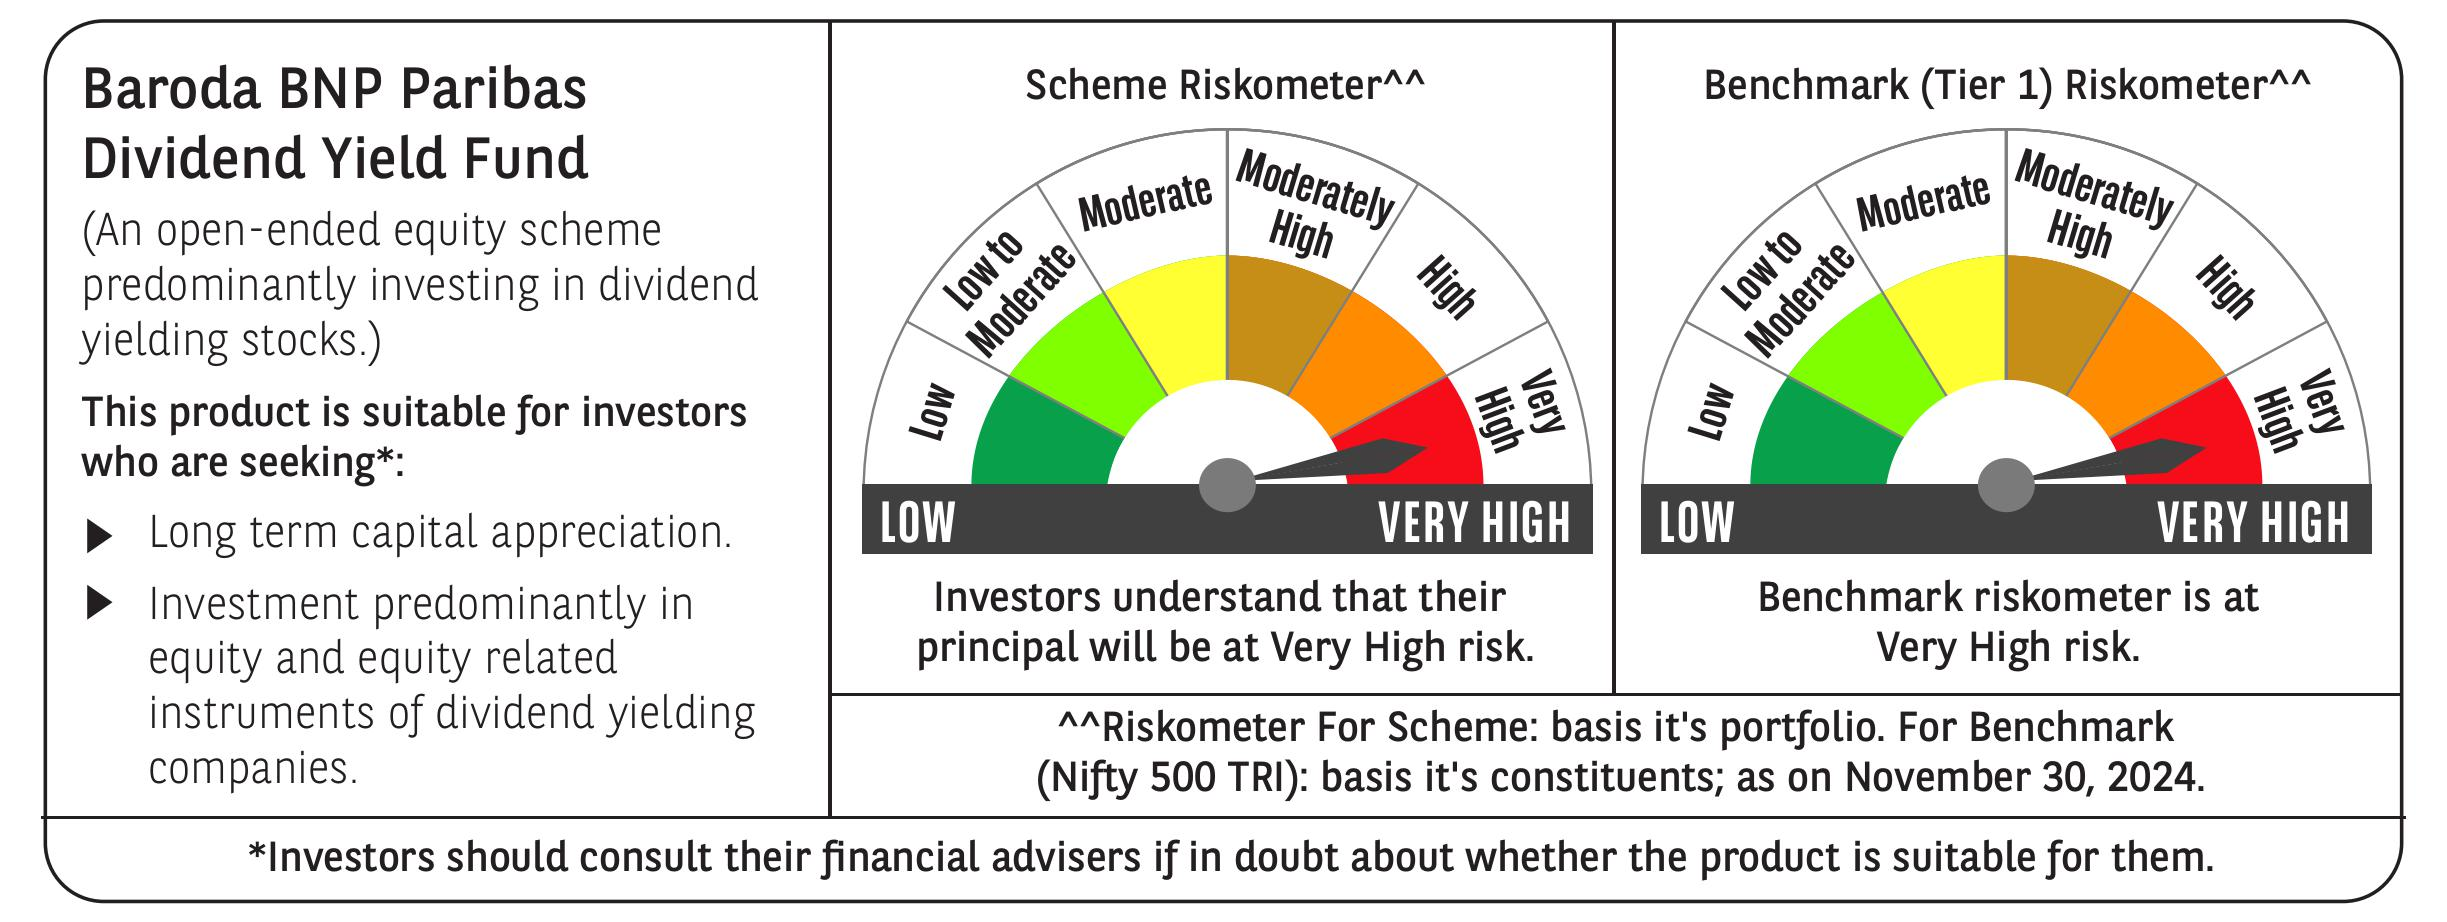 Baroda BNP Paribas
Dividend Yield Fund
(An open-ended equity scheme
predominantly investing in dividend
yielding stocks.)
This product is suitable for investors
who are seeking*:
Long term capital appreciation.
Investment predominantly in
equity and equity related
instruments of dividend yielding
companies.
Scheme Riskometer^^
Low
Low to
Moderate
Moderate
Moderately
High
High
Very
High
LOW
VERY HIGH
Investors understand that their
principal will be at Very High risk.
Benchmark (Tier 1) Riskometer^^
Low
Low to
Moderate
Moderate
Moderately
High
High
Very
High
LOW
VERY HIGH
Benchmark riskometer is at
Very High risk.
^^Riskometer For Scheme: basis it's portfolio. For Benchmark
(Nifty 500 TRI): basis it's constituents; as on November 30, 2024.
*Investors should consult their financial advisers if in doubt about whether the product is suitable for them.